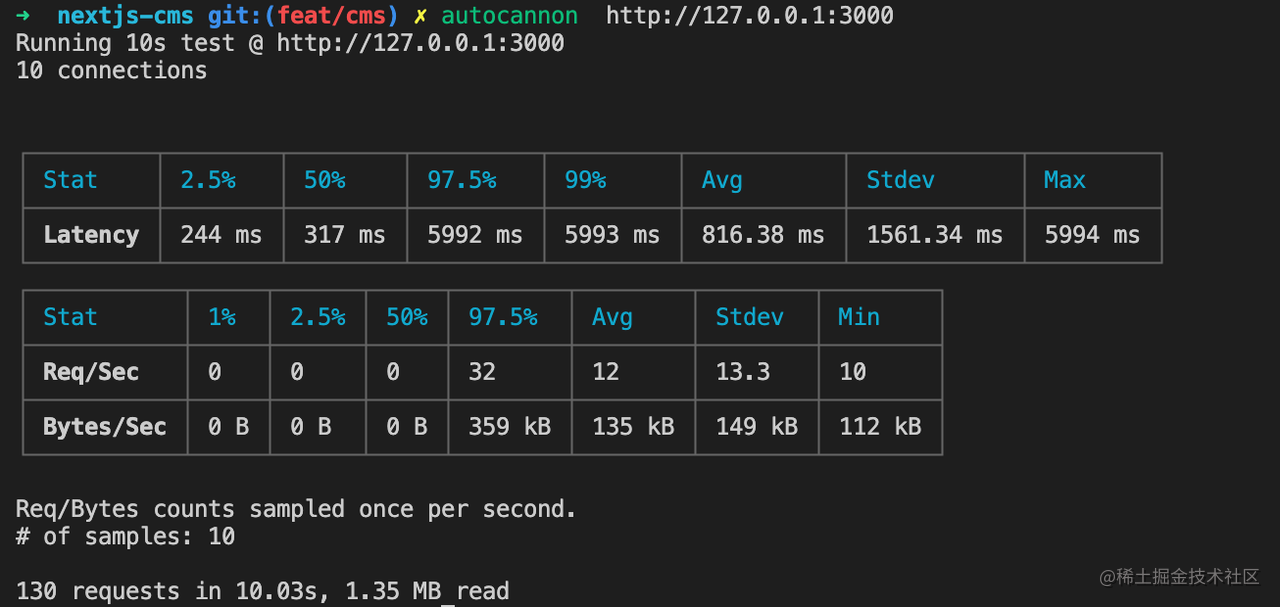 ➜  nextjs-cms git:(feat/cms) ✗ autocannon  http://127.0.0.1:3000
Running 10s test @ http://127.0.0.1:3000
10 connections
Stat 2.5% 50% 97.5% 99% Avg Stdev Max
Latency 244 ms 317 ms 5992 ms 5993 ms 816.38 ms 1561.34 ms 5994 ms
Stat 1% 2.5% 50% 97.5% Avg Stdev Min
Req/Sec 0 0 0 32 12 13.3 10
Bytes/Sec 0 B 0 B 0 B 359 kB 135 kB 149 kB 112 kB
Req/Bytes counts sampled once per second.
# of samples: 10
130 requests in 10.03s, 1.35 MB read
@稀土掘金技术社区